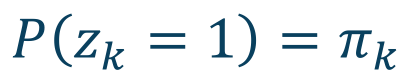 P(z_k = 1) = π_k